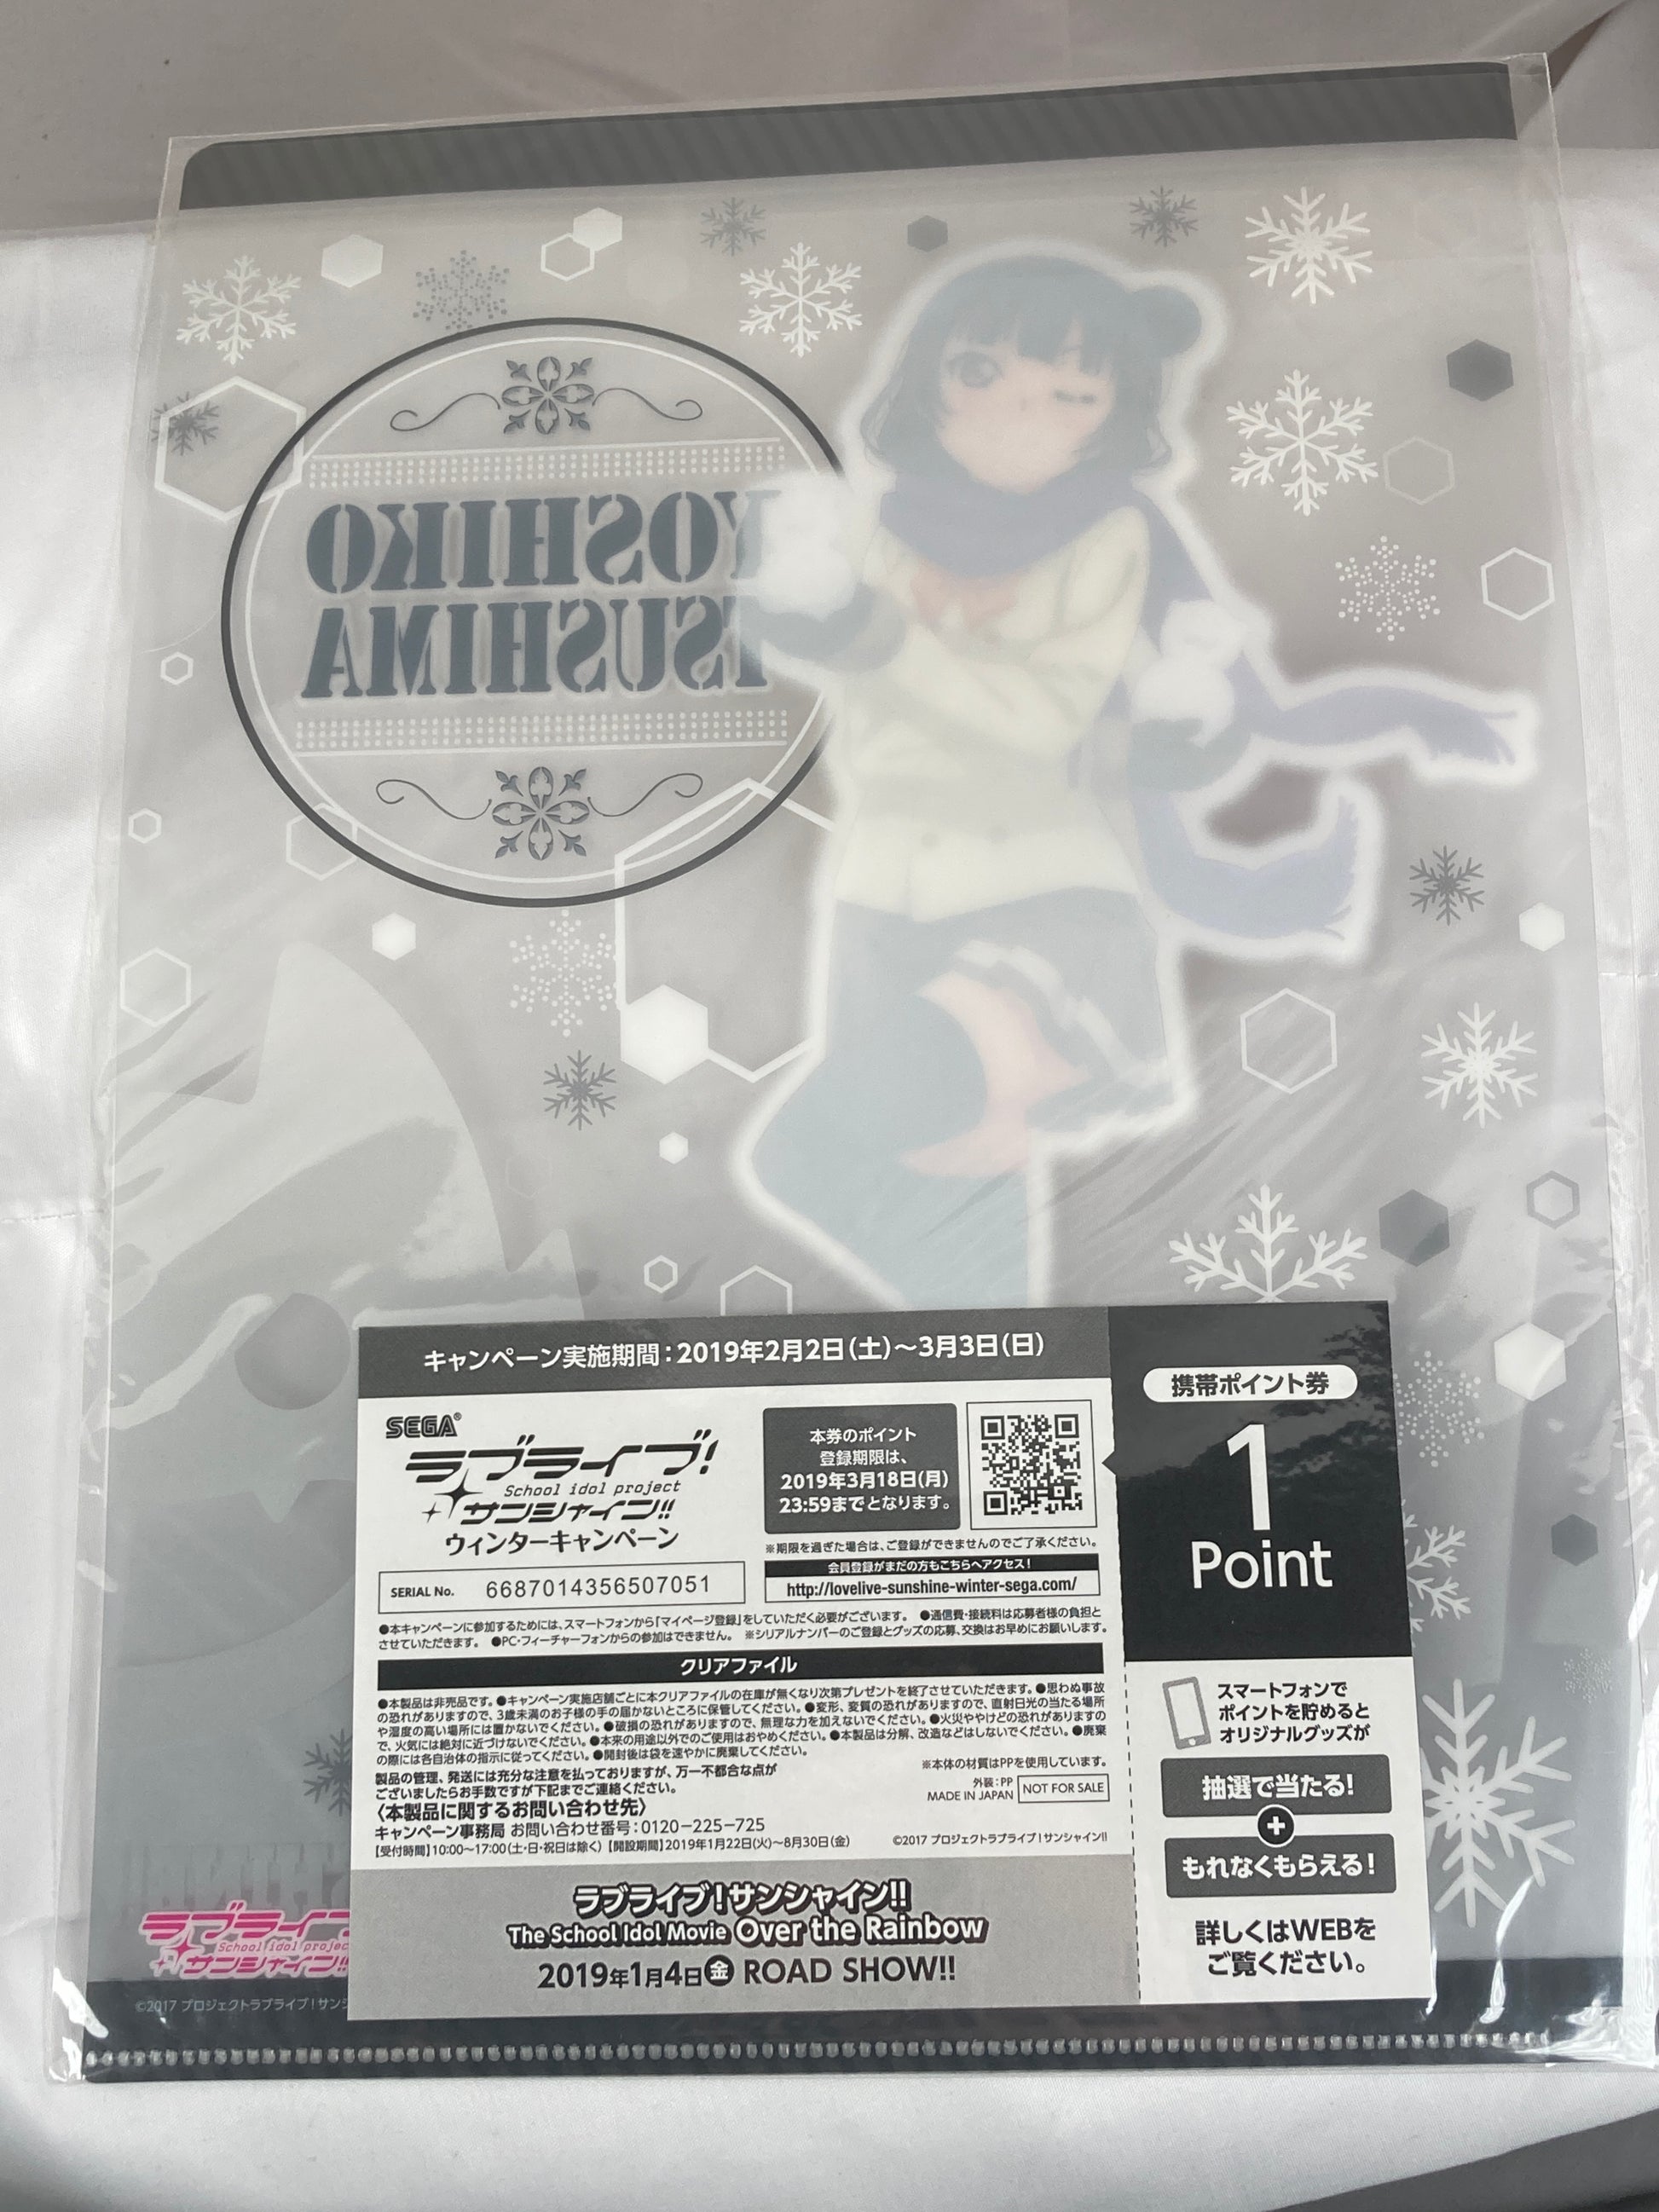 YOSHIKO
TSUSHIMA
キャンペーン実施期間：2019年2月2日（土）～3月3日（日）
SEGA®
ラブライブ！
School idol project
サンシャイン!!
ウィンターキャンペーン
本券のポイント
登録期限は、
2019年3月18日(月)
23:59までとなります。
※期限を過ぎた場合は、ご登録ができませんのでご了承ください。
会員登録がまだの方もこちらへアクセス！
http://lovelive-sunshine-winter-sega.com/
SERIAL No. 6687014356507051
●本キャンペーンに参加するためには、スマートフォンから「マイページ登録」をしていただく必要がございます。 ●通信費・接続料は応募者様の負担と
させていただきます。 ●PC・フィーチャーフォンからの参加はできません。 ※シリアルナンバーのご登録とグッズの応募、交換はお早めにお願いします。
クリアファイル
●本製品は非売品です。●キャンペーン実施店舗ごとに本クリアファイルの在庫が無くなり次第プレゼントを終了させていただきます。●思わぬ事故
の恐れがありますので、3歳未満のお子様の手の届かないところに保管してください。●変形、変質の恐れがありますので、直射日光の当たる場所
や湿度の高い場所には置かないでください。●破損の恐れがありますので、無理な力を加えないでください。●火災ややけどの恐れがありますの
で、火気には絶対に近づけないでください。●本来の用途以外でのご使用はおやめください。●本製品は分解、改造などはしないでください。●廃棄
の際には各自治体の指示に従ってください。●開封後は袋を速やかに廃棄してください。
製品の管理、発送には充分な注意を払っておりますが、万一不都合な点が
ございましたらお手数ですが下記までご連絡ください。
〈本製品に関するお問い合わせ先〉
キャンペーン事務局 お問い合わせ番号：0120-225-725
【受付時間】10:00～17:00(土・日・祝日は除く)【開設期間】2019年1月22日(火)～8月30日(金)
※本体の材質はPPを使用しています。
外装：PP
MADE IN JAPAN
NOT FOR SALE
©2017 プロジェクトラブライブ！サンシャイン!!
ラブライブ！サンシャイン!!
The School Idol Movie Over the Rainbow
2019年1月4日金 ROAD SHOW!!
携帯ポイント券
1
Point
スマートフォンで
ポイントを貯めると
オリジナルグッズが
抽選で当たる！
+
もれなくもらえる！
詳しくはWEBを
ご覧ください。
ラブライブ
School idol projec
サンシャイン!!
©2017 プロジェクトラブライブ！サンシ